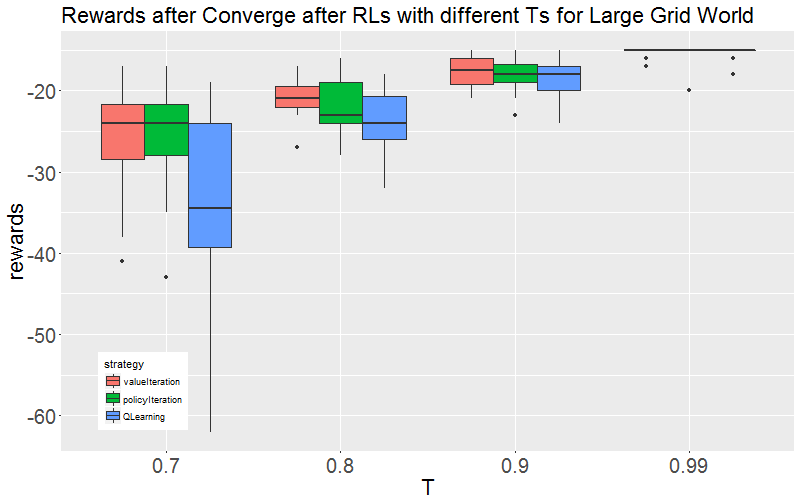 Rewards after Converge after RLs with different Ts for Large Grid World
rewards
-20
-30
-40
-50
-60
strategy
valueIteration
policyIteration
QLearning
0.7 0.8 0.9 0.99
T